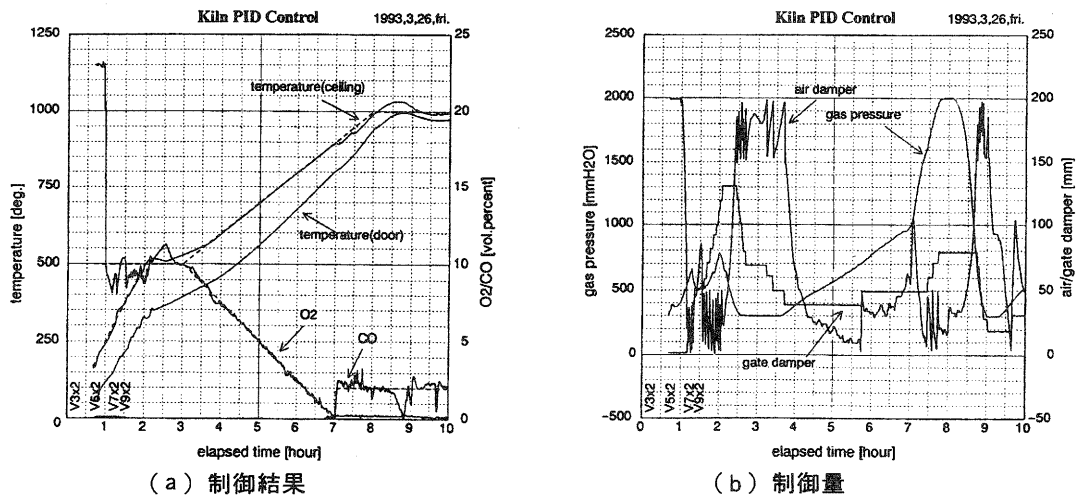 Kiln PID Control
1993,3,26,fri.
1250
1000
750
500
250
0
25
20
15
10
5
0
temperature [deg.]
O2/CO [vol.percent]
temperature(ceiling)
temperature(door)
O2
CO
V3x2
V5x2
V7x2
V9x2
0 1 2 3 4 5 6 7 8 9 10
elapsed time [hour]
(a) 制御結果
Kiln PID Control
1993,3,26,fri.
2500
2000
1500
1000
500
0
-500
250
200
150
100
50
0
-50
gas pressure [mmH2O]
air/gate damper [mm]
air damper
gas pressure
gate damper
V3x2
V5x2
V7x2
V9x2
0 1 2 3 4 5 6 7 8 9 10
elapsed time [hour]
(b) 制御量